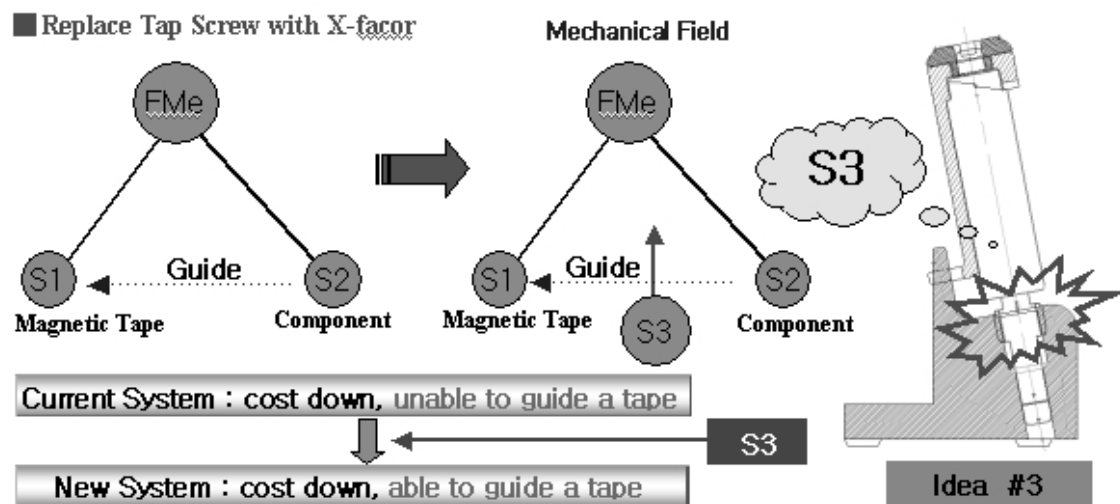 Replace Tap Screw with X-facor
Mechanical Field
FMe
FMe
S3
S1
Guide
S2
S1
Guide
S2
Magnetic Tape
Component
Magnetic Tape
S3
Component
Current System : cost down, unable to guide a tape
S3
New System : cost down, able to guide a tape
Idea #3